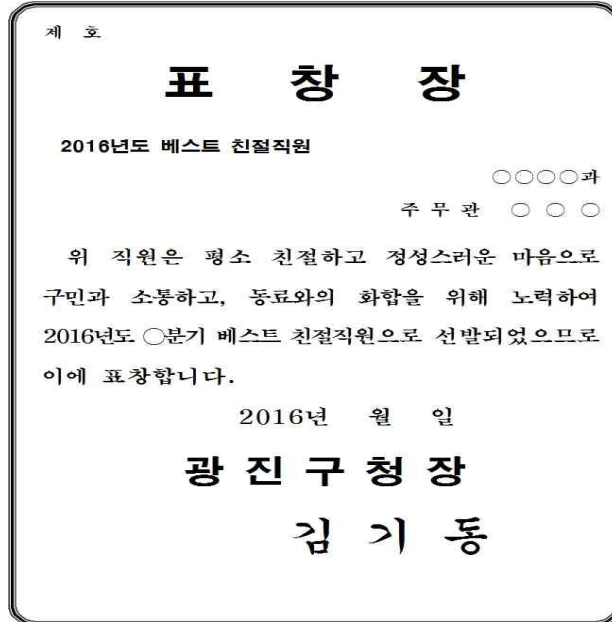 제 호
표 창 장
2016년도 베스트 친절직원
○○○○과
주 무 관 ○ ○ ○
위 직원은 평소 친절하고 정성스러운 마음으로
구민과 소통하고, 동료와의 화합을 위해 노력하여
2016년도 ○분기 베스트 친절직원으로 선발되었으므로
이에 표창합니다.
2016년 월 일
광 진 구 청 장
김 기 동